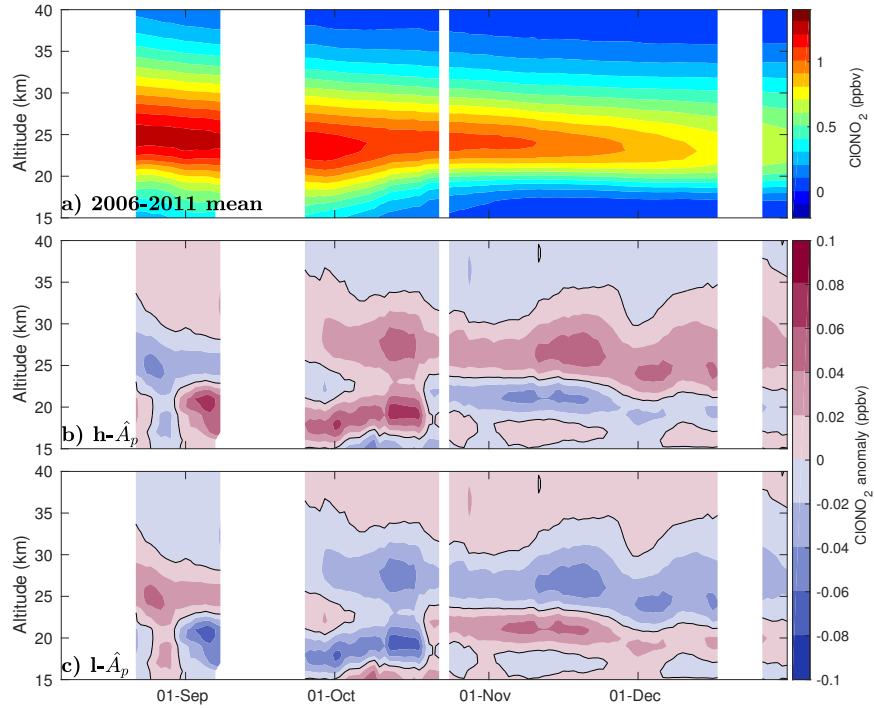 40
35
30
25
20
15
Altitude (km)
a) 2006-2011 mean
1
0.5
0
ClONO2 (ppbv)
40
35
30
25
20
15
Altitude (km)
b) h-Âp
40
35
30
25
20
15
Altitude (km)
c) l-Âp
01-Sep
01-Oct
01-Nov
01-Dec
0.1
0.08
0.06
0.04
0.02
0
-0.02
-0.04
-0.06
-0.08
-0.1
ClONO2 anomaly (ppbv)